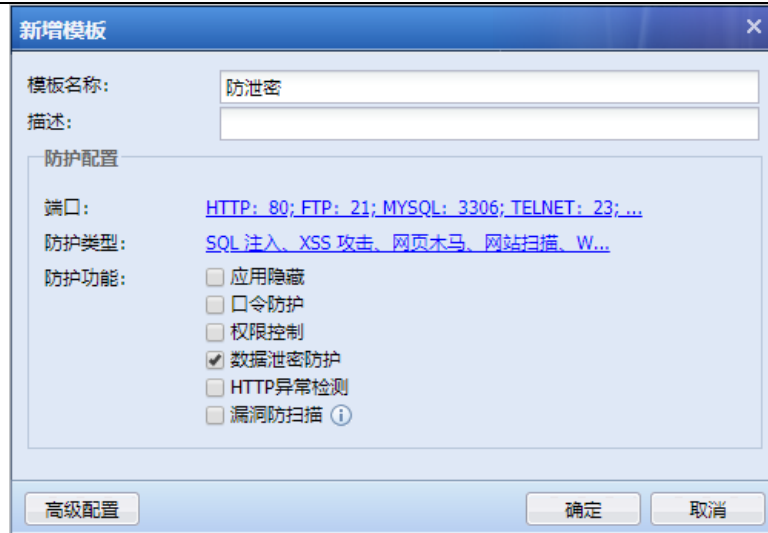 新增模板
模板名称: 防泄密
描述:
防护配置
端口: HTTP: 80; FTP: 21; MYSQL: 3306; TELNET: 23; ...
防护类型: SQL 注入、XSS 攻击、网页木马、网站扫描、W...
防护功能: 应用隐藏
口令防护
权限控制
数据泄密防护
HTTP异常检测
漏洞防扫描
高级配置 确定 取消